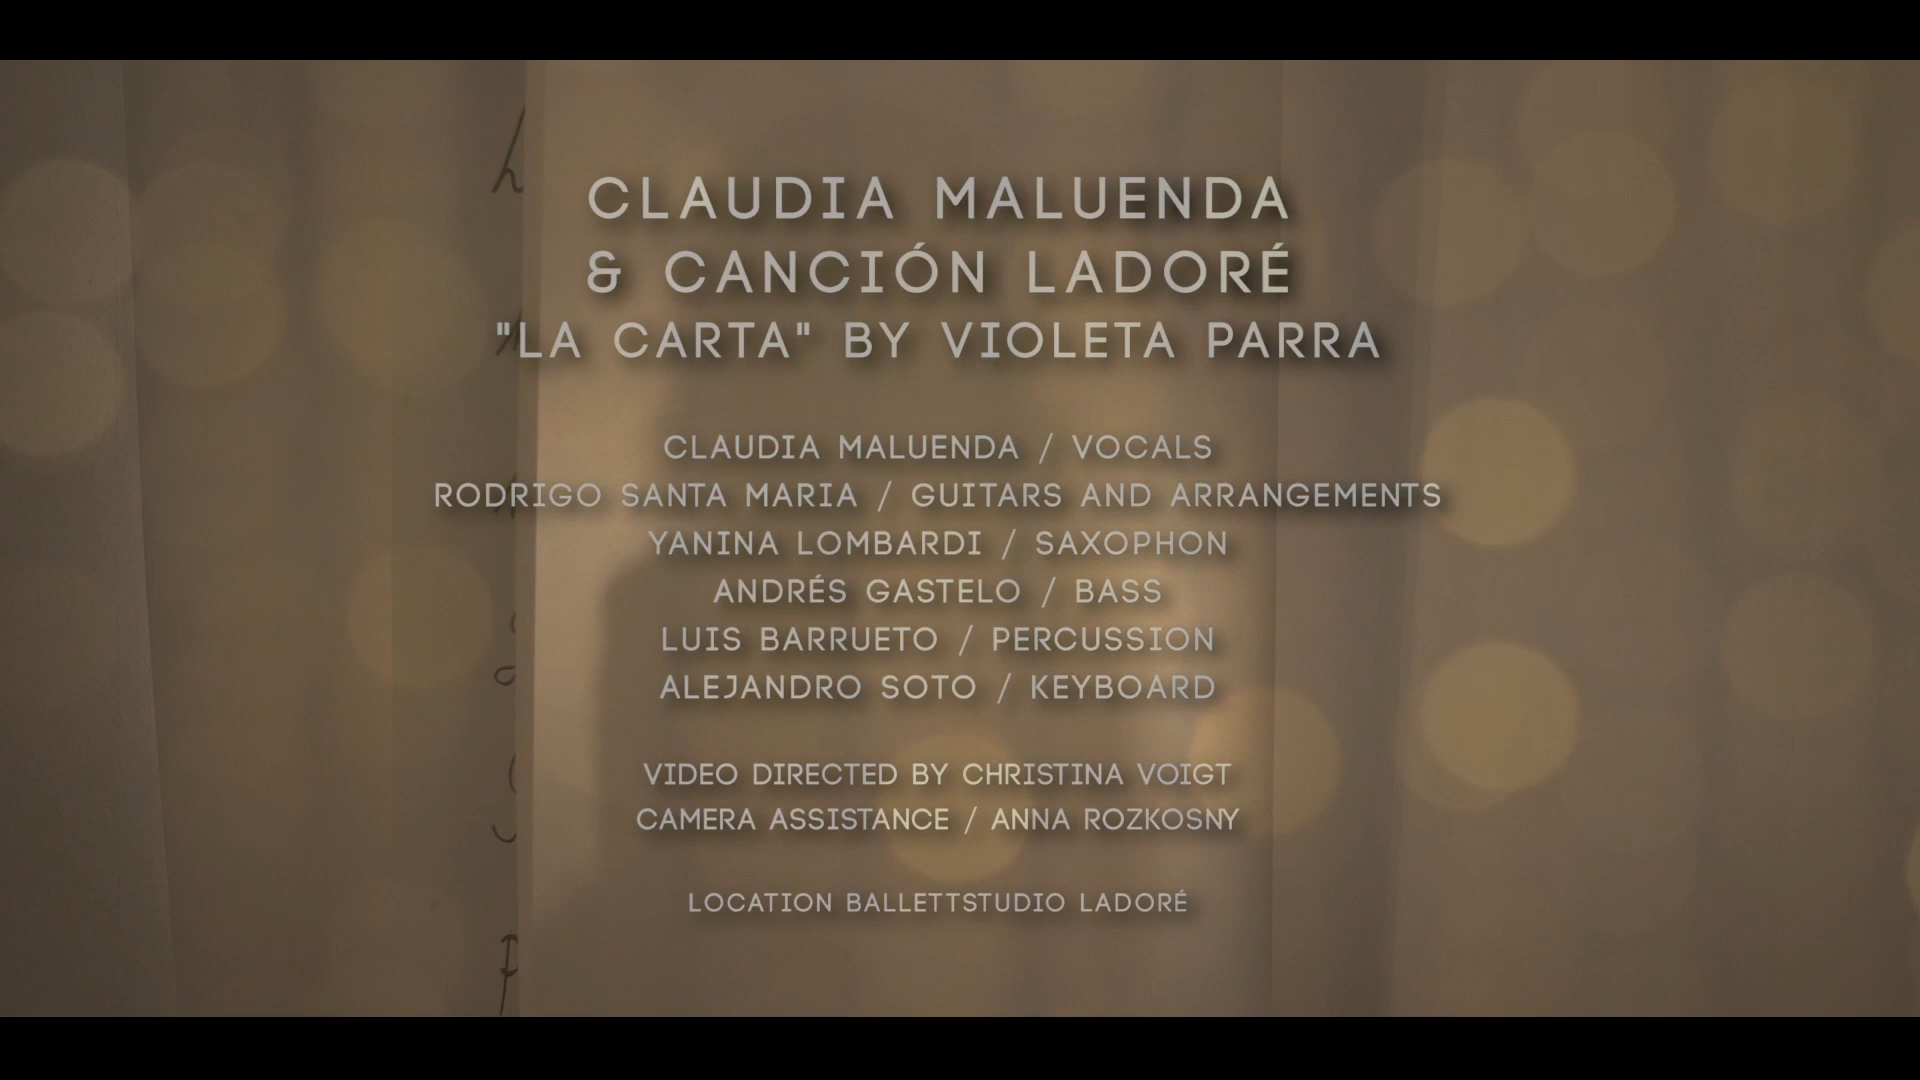 CLAUDIA MALUENDA
& CANCIÓN LADORÉ
"LA CARTA" BY VIOLETA PARRA
CLAUDIA MALUENDA / VOCALS
RODRIGO SANTA MARIA / GUITARS AND ARRANGEMENTS
YANINA LOMBARDI / SAXOPHON
ANDRÉS GASTELO / BASS
LUIS BARRUETO / PERCUSSION
ALEJANDRO SOTO / KEYBOARD
VIDEO DIRECTED BY CHRISTINA VOIGT
CAMERA ASSISTANCE / ANNA ROZKOSNY
LOCATION BALLETTSTUDIO LADORÉ